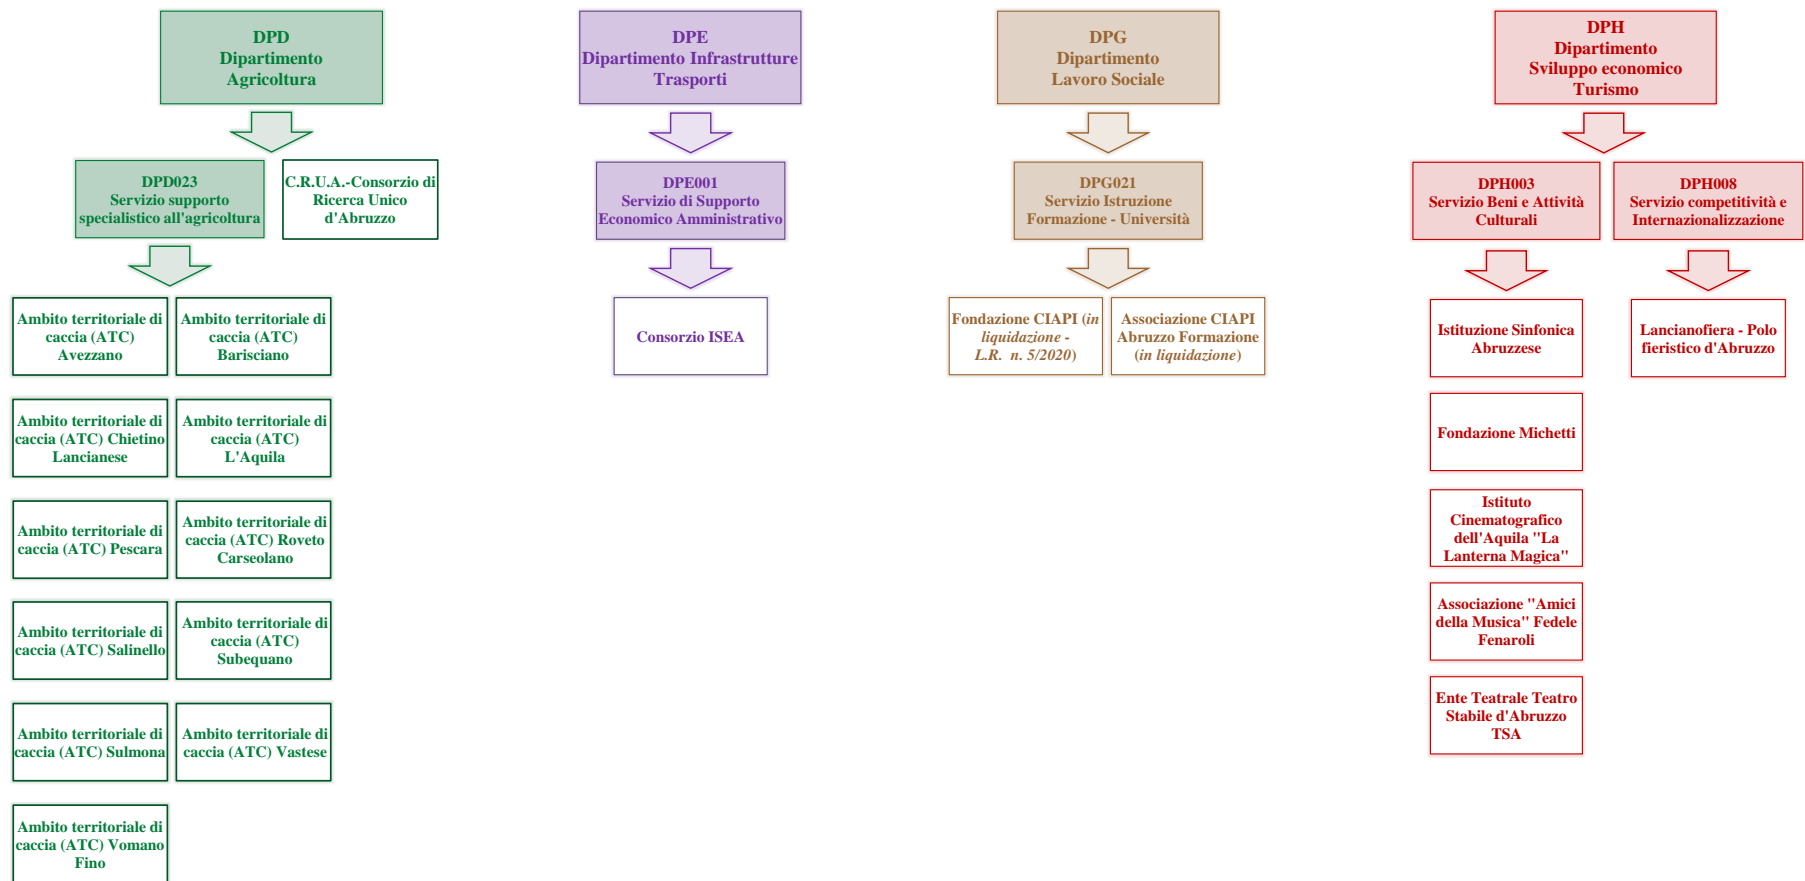 DPD
Dipartimento
Agricoltura
DPD023
Servizio supporto
specialistico all'agricoltura
C.R.U.A.-Consorzio di
Ricerca Unico
d'Abruzzo
Ambito territoriale di
caccia (ATC)
Avezzano
Ambito territoriale di
caccia (ATC)
Barisciano
Ambito territoriale di
caccia (ATC) Chietino
Lancianese
Ambito territoriale di
caccia (ATC)
L'Aquila
Ambito territoriale di
caccia (ATC) Pescara
Ambito territoriale di
caccia (ATC) Roveto
Carseolano
Ambito territoriale di
caccia (ATC) Salinello
Ambito territoriale di
caccia (ATC)
Subequano
Ambito territoriale di
caccia (ATC) Sulmona
Ambito territoriale di
caccia (ATC) Vastese
Ambito territoriale di
caccia (ATC) Vomano
Fino
DPE
Dipartimento Infrastrutture
Trasporti
DPE001
Servizio di Supporto
Economico Amministrativo
Consorzio ISEA
DPG
Dipartimento
Lavoro Sociale
DPG021
Servizio Istruzione
Formazione - Università
Fondazione CIAPI (in
liquidazione -
L.R. n. 5/2020)
Associazione CIAPI
Abruzzo Formazione
(in liquidazione)
DPH
Dipartimento
Sviluppo economico
Turismo
DPH003
Servizio Beni e Attività
Culturali
Istituzione Sinfonica
Abruzzese
Fondazione Michetti
Istituto
Cinematografico
dell'Aquila "La
Lanterna Magica"
Associazione "Amici
della Musica" Fedele
Fenaroli
Ente Teatrale Teatro
Stabile d'Abruzzo
TSA
DPH008
Servizio competitività e
Internazionalizzazione
Lancianofiera - Polo
fieristico d'Abruzzo